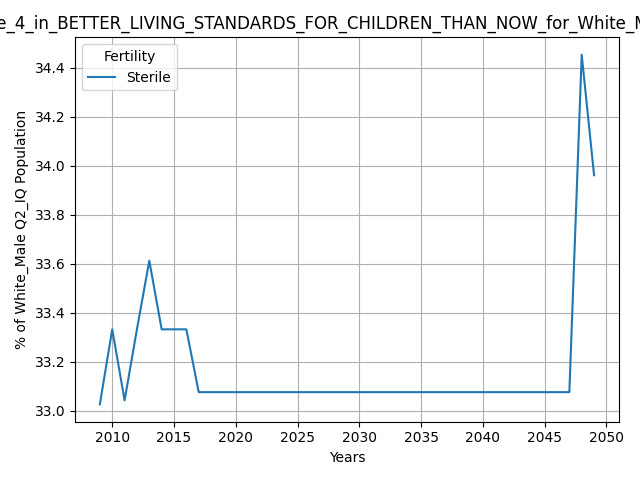 e_4_in_BETTER_LIVING_STANDARDS_FOR_CHILDREN_THAN_NOW_for_White_M
Fertility
Sterile
34.4
34.2
34.0
33.8
33.6
33.4
33.2
33.0
% of White_Male Q2_IQ Population
2010 2015 2020 2025 2030 2035 2040 2045 2050
Years